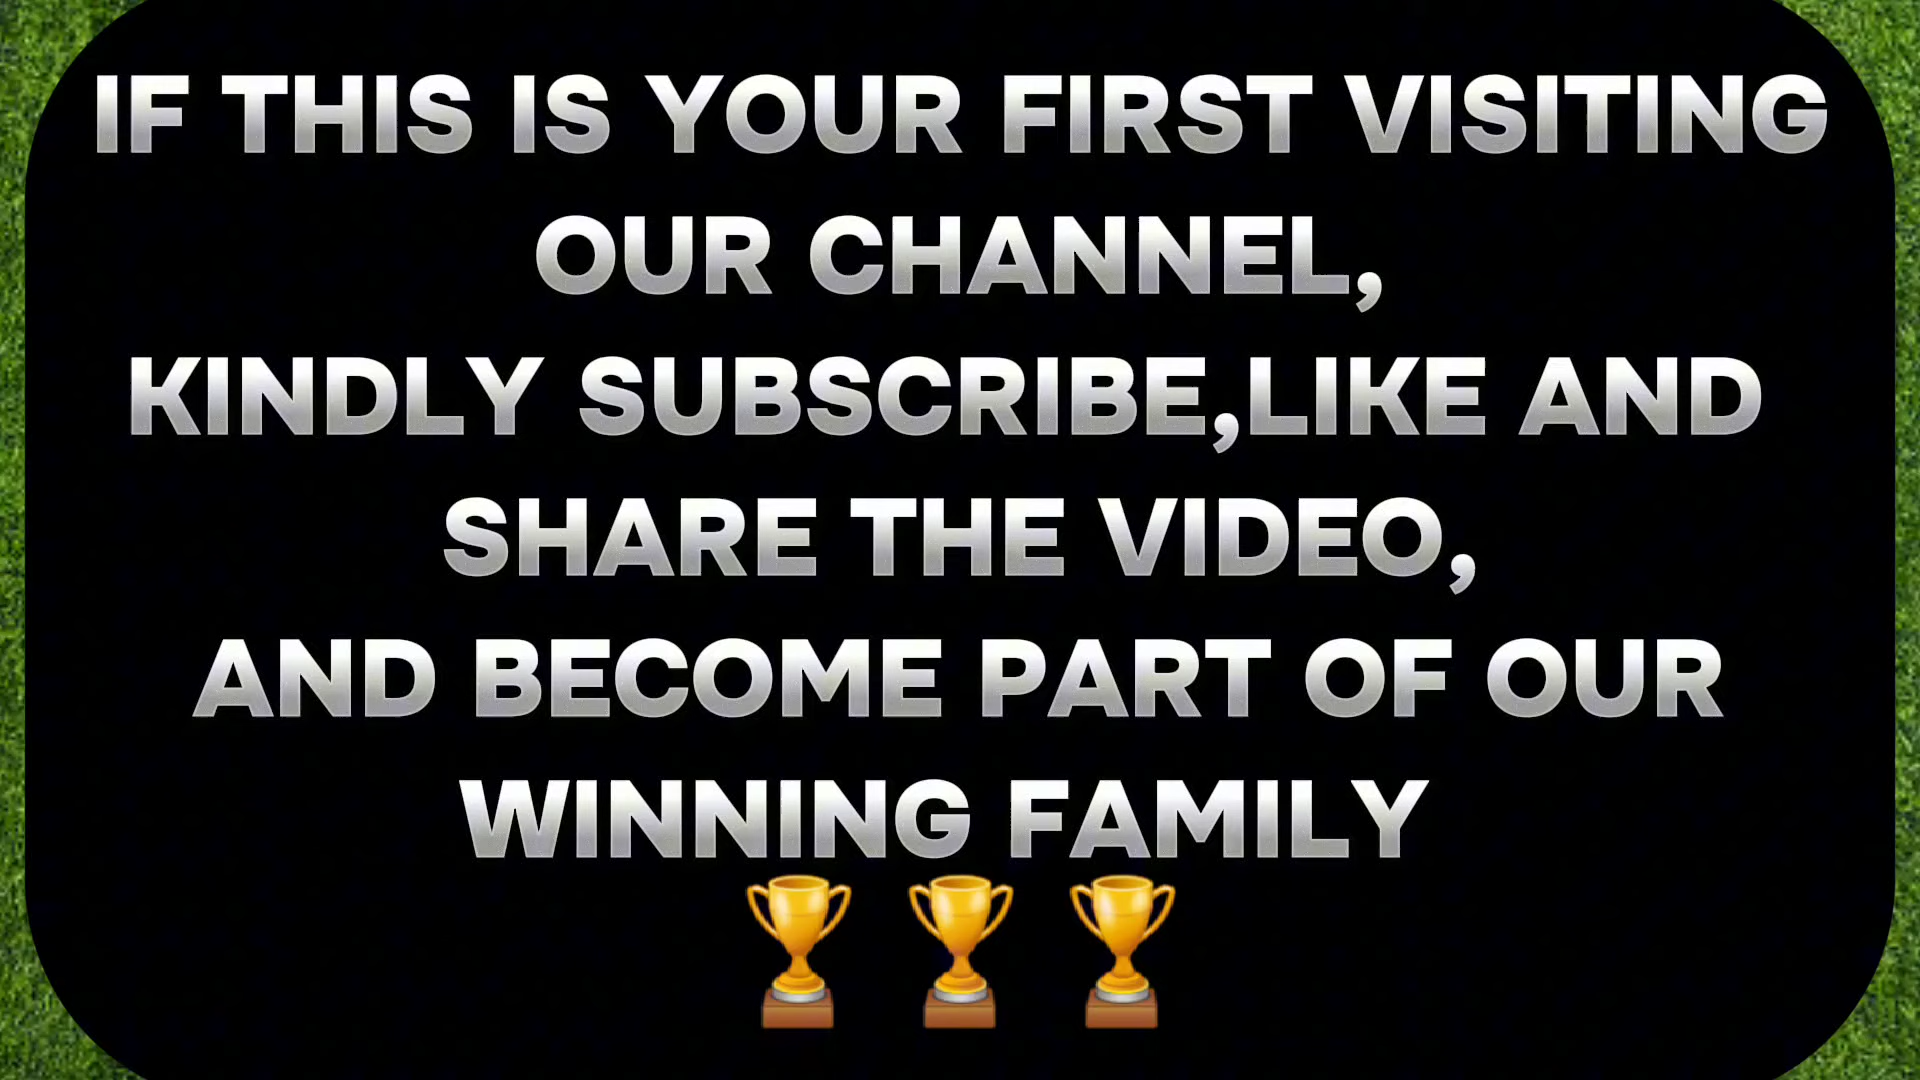 IF THIS IS YOUR FIRST VISITING
OUR CHANNEL,
KINDLY SUBSCRIBE,LIKE AND
SHARE THE VIDEO,
AND BECOME PART OF OUR
WINNING FAMILY
🏆 🏆 🏆